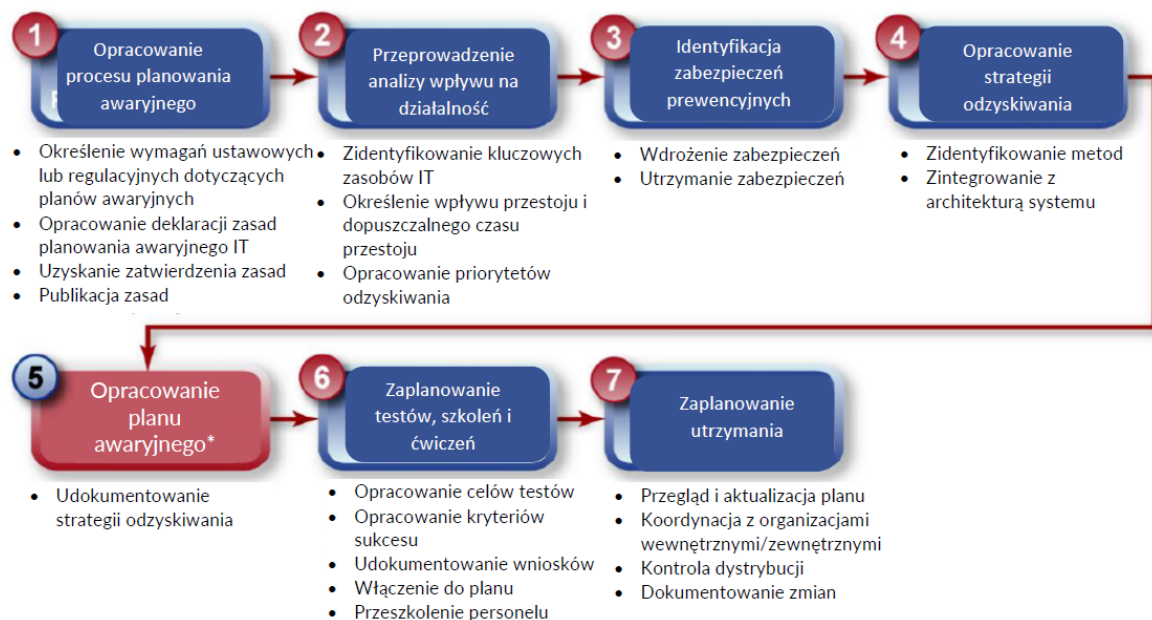 1
Opracowanie
procesu planowania
awaryjnego
• Określenie wymagań ustawowych
lub regulacyjnych dotyczących
planów awaryjnych
• Opracowanie deklaracji zasad
planowania awaryjnego IT
• Uzyskanie zatwierdzenia zasad
• Publikacja zasad
2
Przeprowadzenie
analizy wpływu na
działalność
• Zidentyfikowanie kluczowych
zasobów IT
• Określenie wpływu przestoju i
dopuszczalnego czasu
przestoju
• Opracowanie priorytetów
odzyskiwania
3
Identyfikacja
zabezpieczeń
prewencyjnych
• Wdrożenie zabezpieczeń
• Utrzymanie zabezpieczeń
4
Opracowanie
strategii
odzyskiwania
• Zidentyfikowanie metod
• Zintegrowanie z
architekturą systemu
5
Opracowanie
planu
awaryjnego*
• Udokumentowanie
strategii odzyskiwania
6
Zaplanowanie
testów, szkoleń i
ćwiczeń
• Opracowanie celów testów
• Opracowanie kryteriów
sukcesu
• Udokumentowanie wniosków
• Włączenie do planu
• Przeszkolenie personelu
7
Zaplanowanie
utrzymania
• Przegląd i aktualizacja planu
• Koordynacja z organizacjami
wewnętrznymi/zewnętrznymi
• Kontrola dystrybucji
• Dokumentowanie zmian